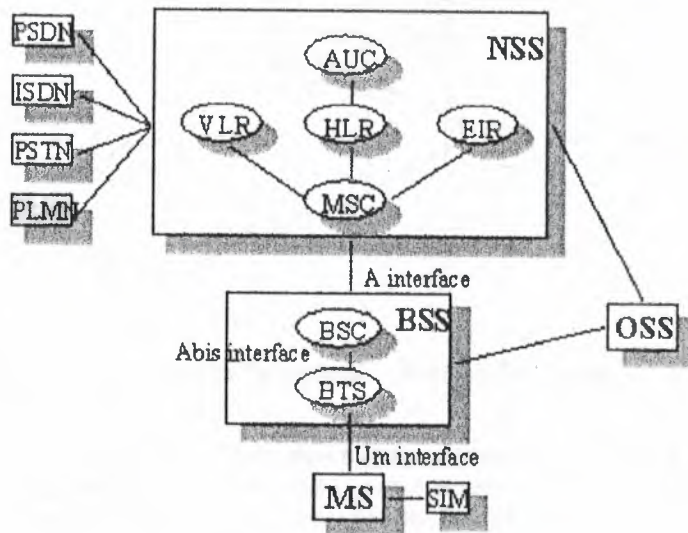 PSDN
ISDN
PSTN
PLMN
NSS
AUC
VLR
HLR
EIR
MSC
A interface
BSS
BSC
Abis interface
BTS
OSS
Um interface
MS
SIM